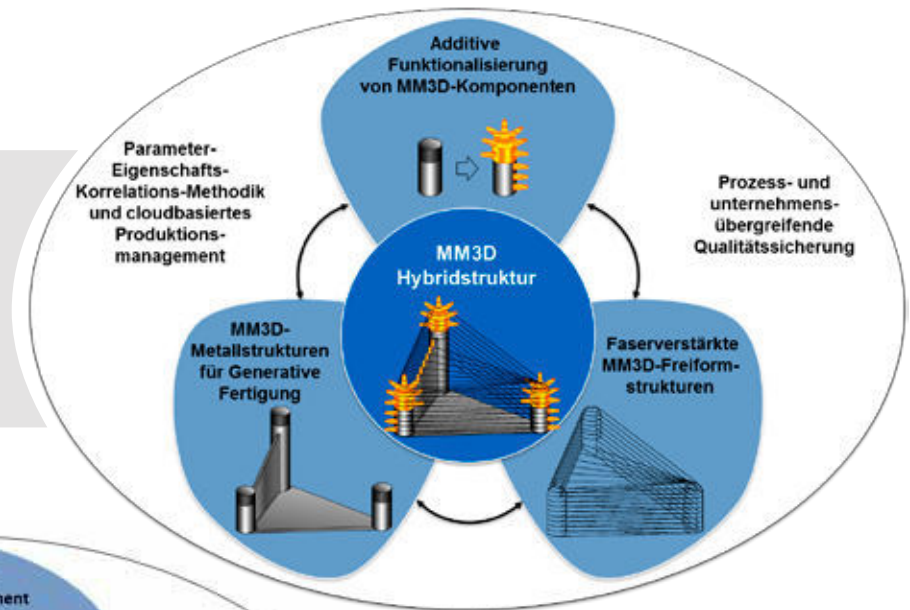 Additive
Funktionalisierung
von MM3D-Komponenten
Parameter-
Eigenschafts-
Korrelations-Methodik
und cloudbasiertes
Produktions-
management
Prozess- und
unternehmens-
übergreifende
Qualitätssicherung
MM3D
Hybridstruktur
MM3D-
Metallstrukturen
für Generative
Fertigung
Faserverstärkte
MM3D-Freiform-
strukturen